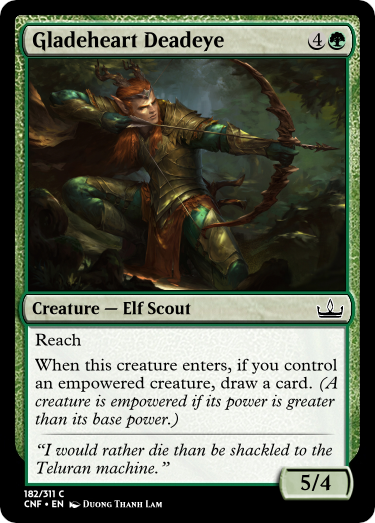 Gladeheart Deadeye 4
Creature — Elf Scout
Reach
When this creature enters, if you control
an empowered creature, draw a card. (A
creature is empowered if its power is greater
than its base power.)
“I would rather die than be shackled to the
Teluran machine.”
5/4
182/311 C
CNF • EN Duong Thanh Lam